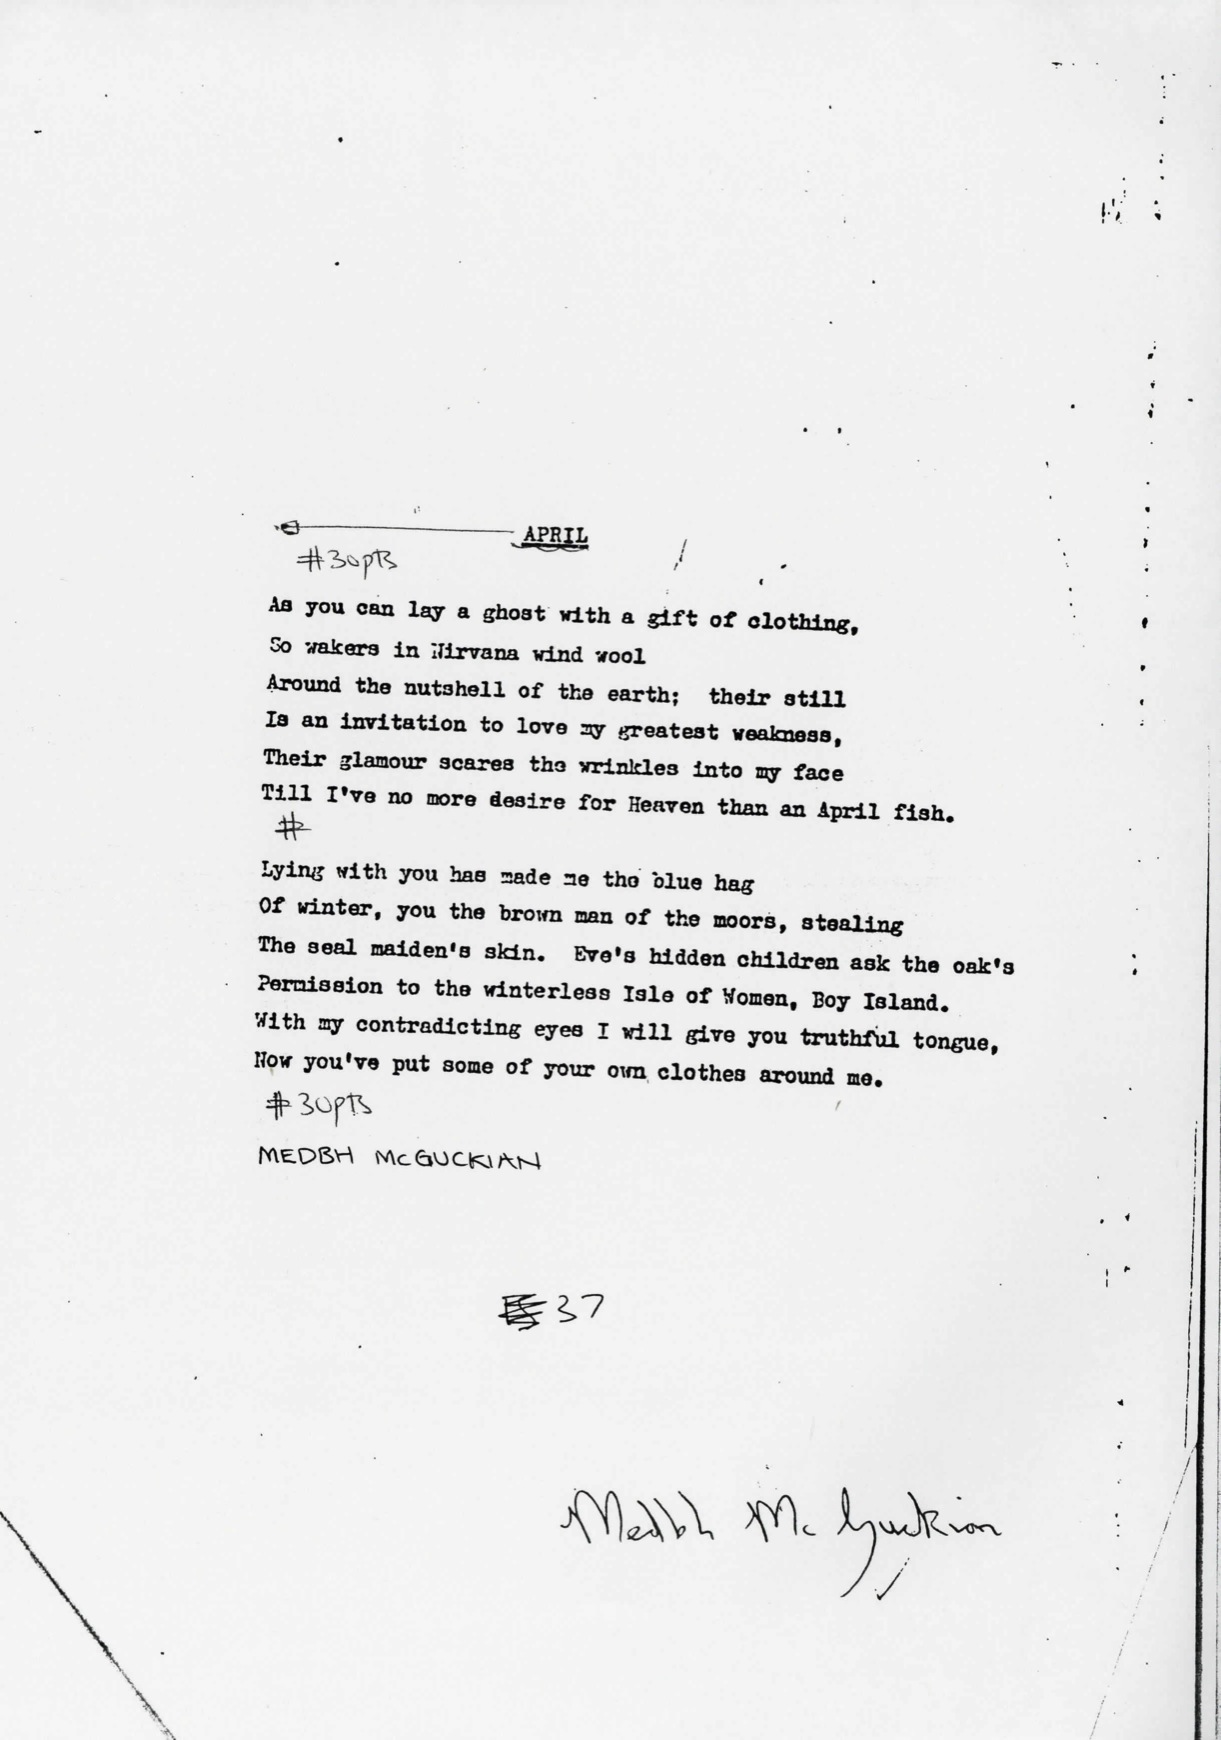 APRIL
#30pts
As you can lay a ghost with a gift of clothing,
So wakers in Nirvana wind wool
Around the nutshell of the earth; their still
Is an invitation to love my greatest weakness,
Their glamour scares the wrinkles into my face
Till I've no more desire for Heaven than an April fish.
#
Lying with you has made me the blue hag
Of winter, you the brown man of the moors, stealing
The seal maiden's skin. Eve's hidden children ask the oak's
Permission to the winterless Isle of Women, Boy Island.
With my contradicting eyes I will give you truthful tongue,
Now you've put some of your own clothes around me.
#30pts
MEDBH McGUCKIAN
37
Medbh McGuckian